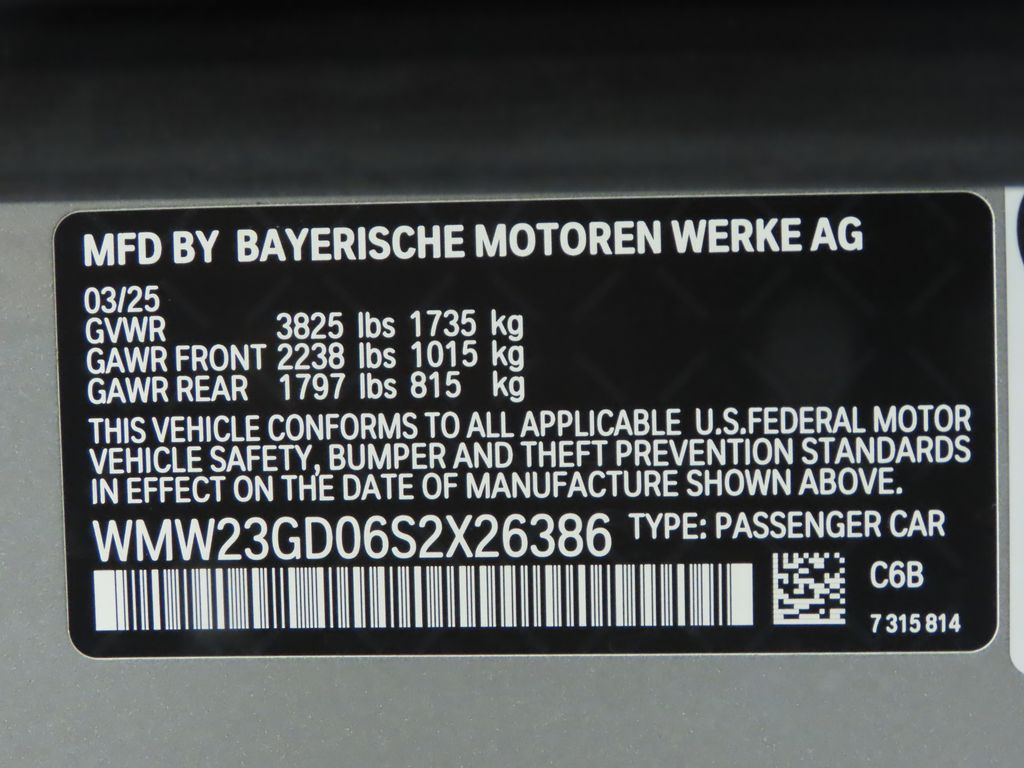 MFD BY BAYERISCHE MOTOREN WERKE AG
03/25
GVWR 3825 lbs 1735 kg
GAWR FRONT 2238 lbs 1015 kg
GAWR REAR 1797 lbs 815 kg
THIS VEHICLE CONFORMS TO ALL APPLICABLE U.S.FEDERAL MOTOR
VEHICLE SAFETY, BUMPER AND THEFT PREVENTION STANDARDS
IN EFFECT ON THE DATE OF MANUFACTURE SHOWN ABOVE.
WMW23GD06S2X26386 TYPE: PASSENGER CAR
C6B
7 315 814